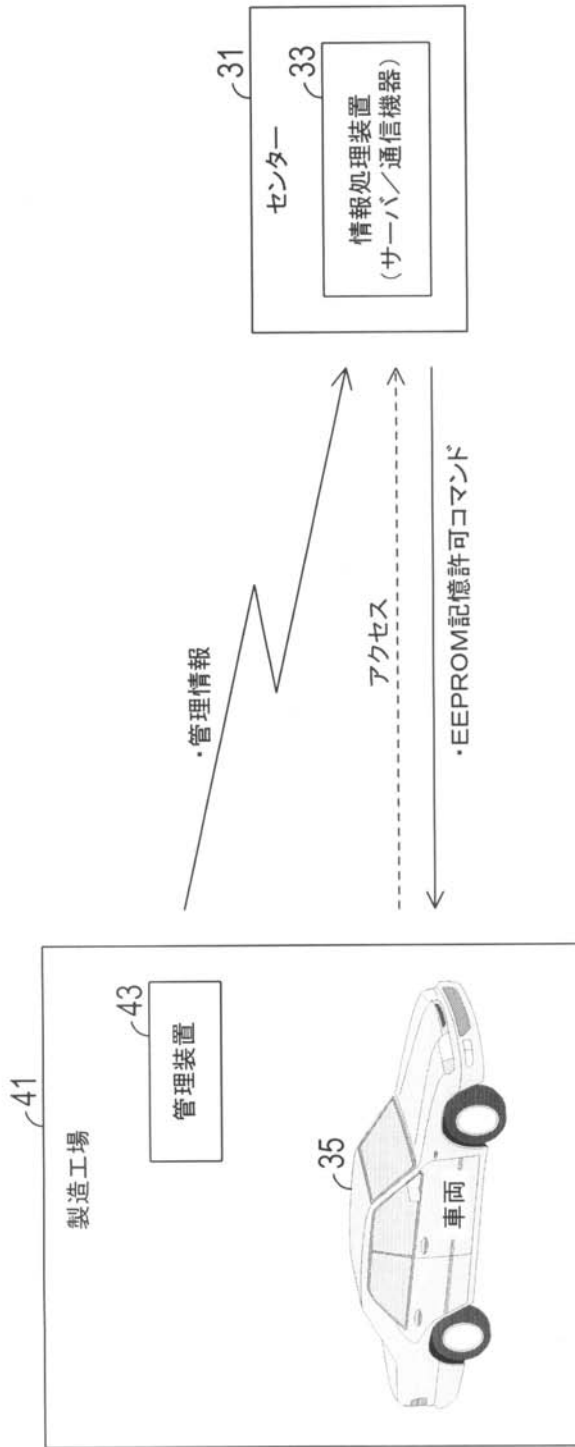 製造工場
41
管理装置
43
車両
35
・管理情報
アクセス
・EEPROM記憶許可コマンド
センター
31
情報処理装置
(サーバ/通信機器)
33